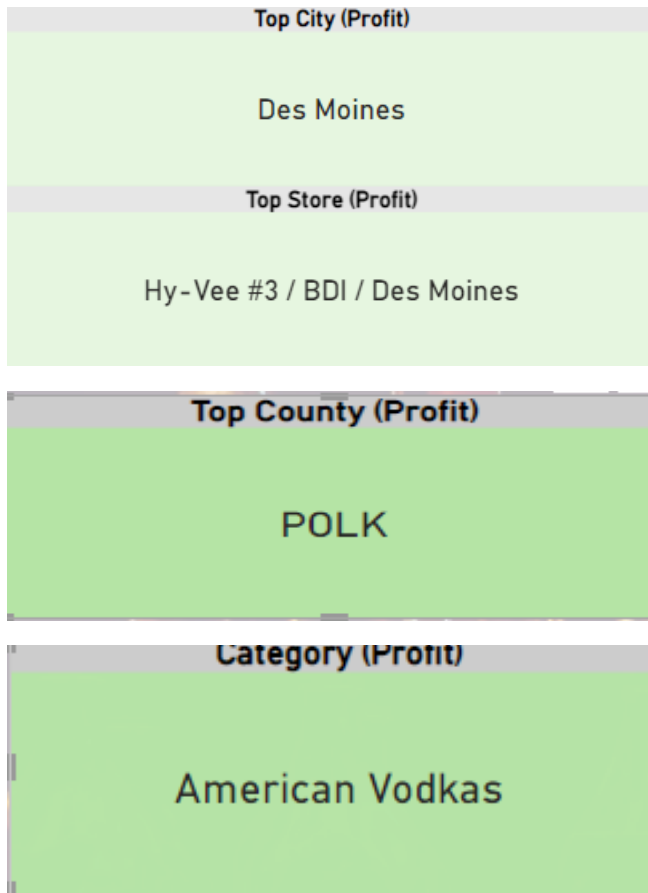 Top City (Profit)
Des Moines
Top Store (Profit)
Hy-Vee #3 / BDI / Des Moines
Top County (Profit)
POLK
Category (Profit)
American Vodkas